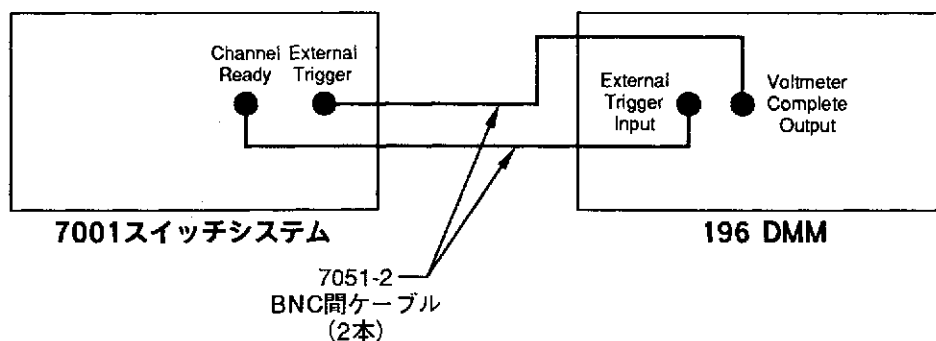 Channel
Ready
External
Trigger
External
Trigger
Input
Voltmeter
Complete
Output
7001スイッチシステム
196 DMM
7051-2
BNC間ケーブル
(2本)